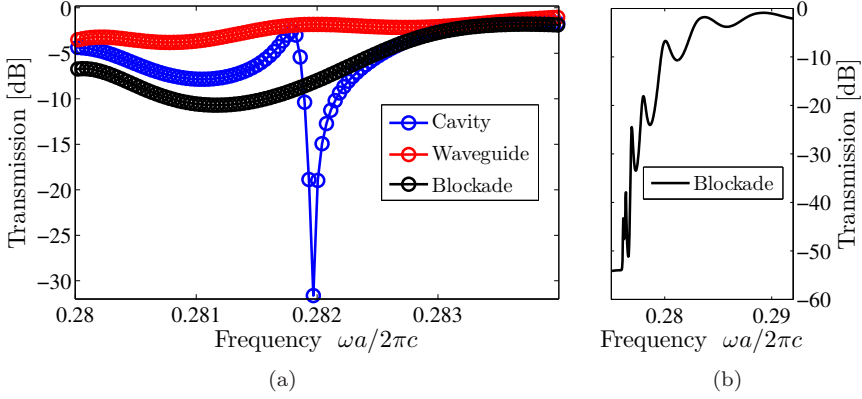 0
−5
−10
−15
−20
−25
−30
Transmission [dB]
Cavity
Waveguide
Blockade
0.28
0.281
0.282
0.283
Frequency ωa/2πc
(a)
0
−10
−20
−30
−40
−50
−60
Transmission [dB]
Blockade
0.28
0.29
Frequency ωa/2πc
(b)